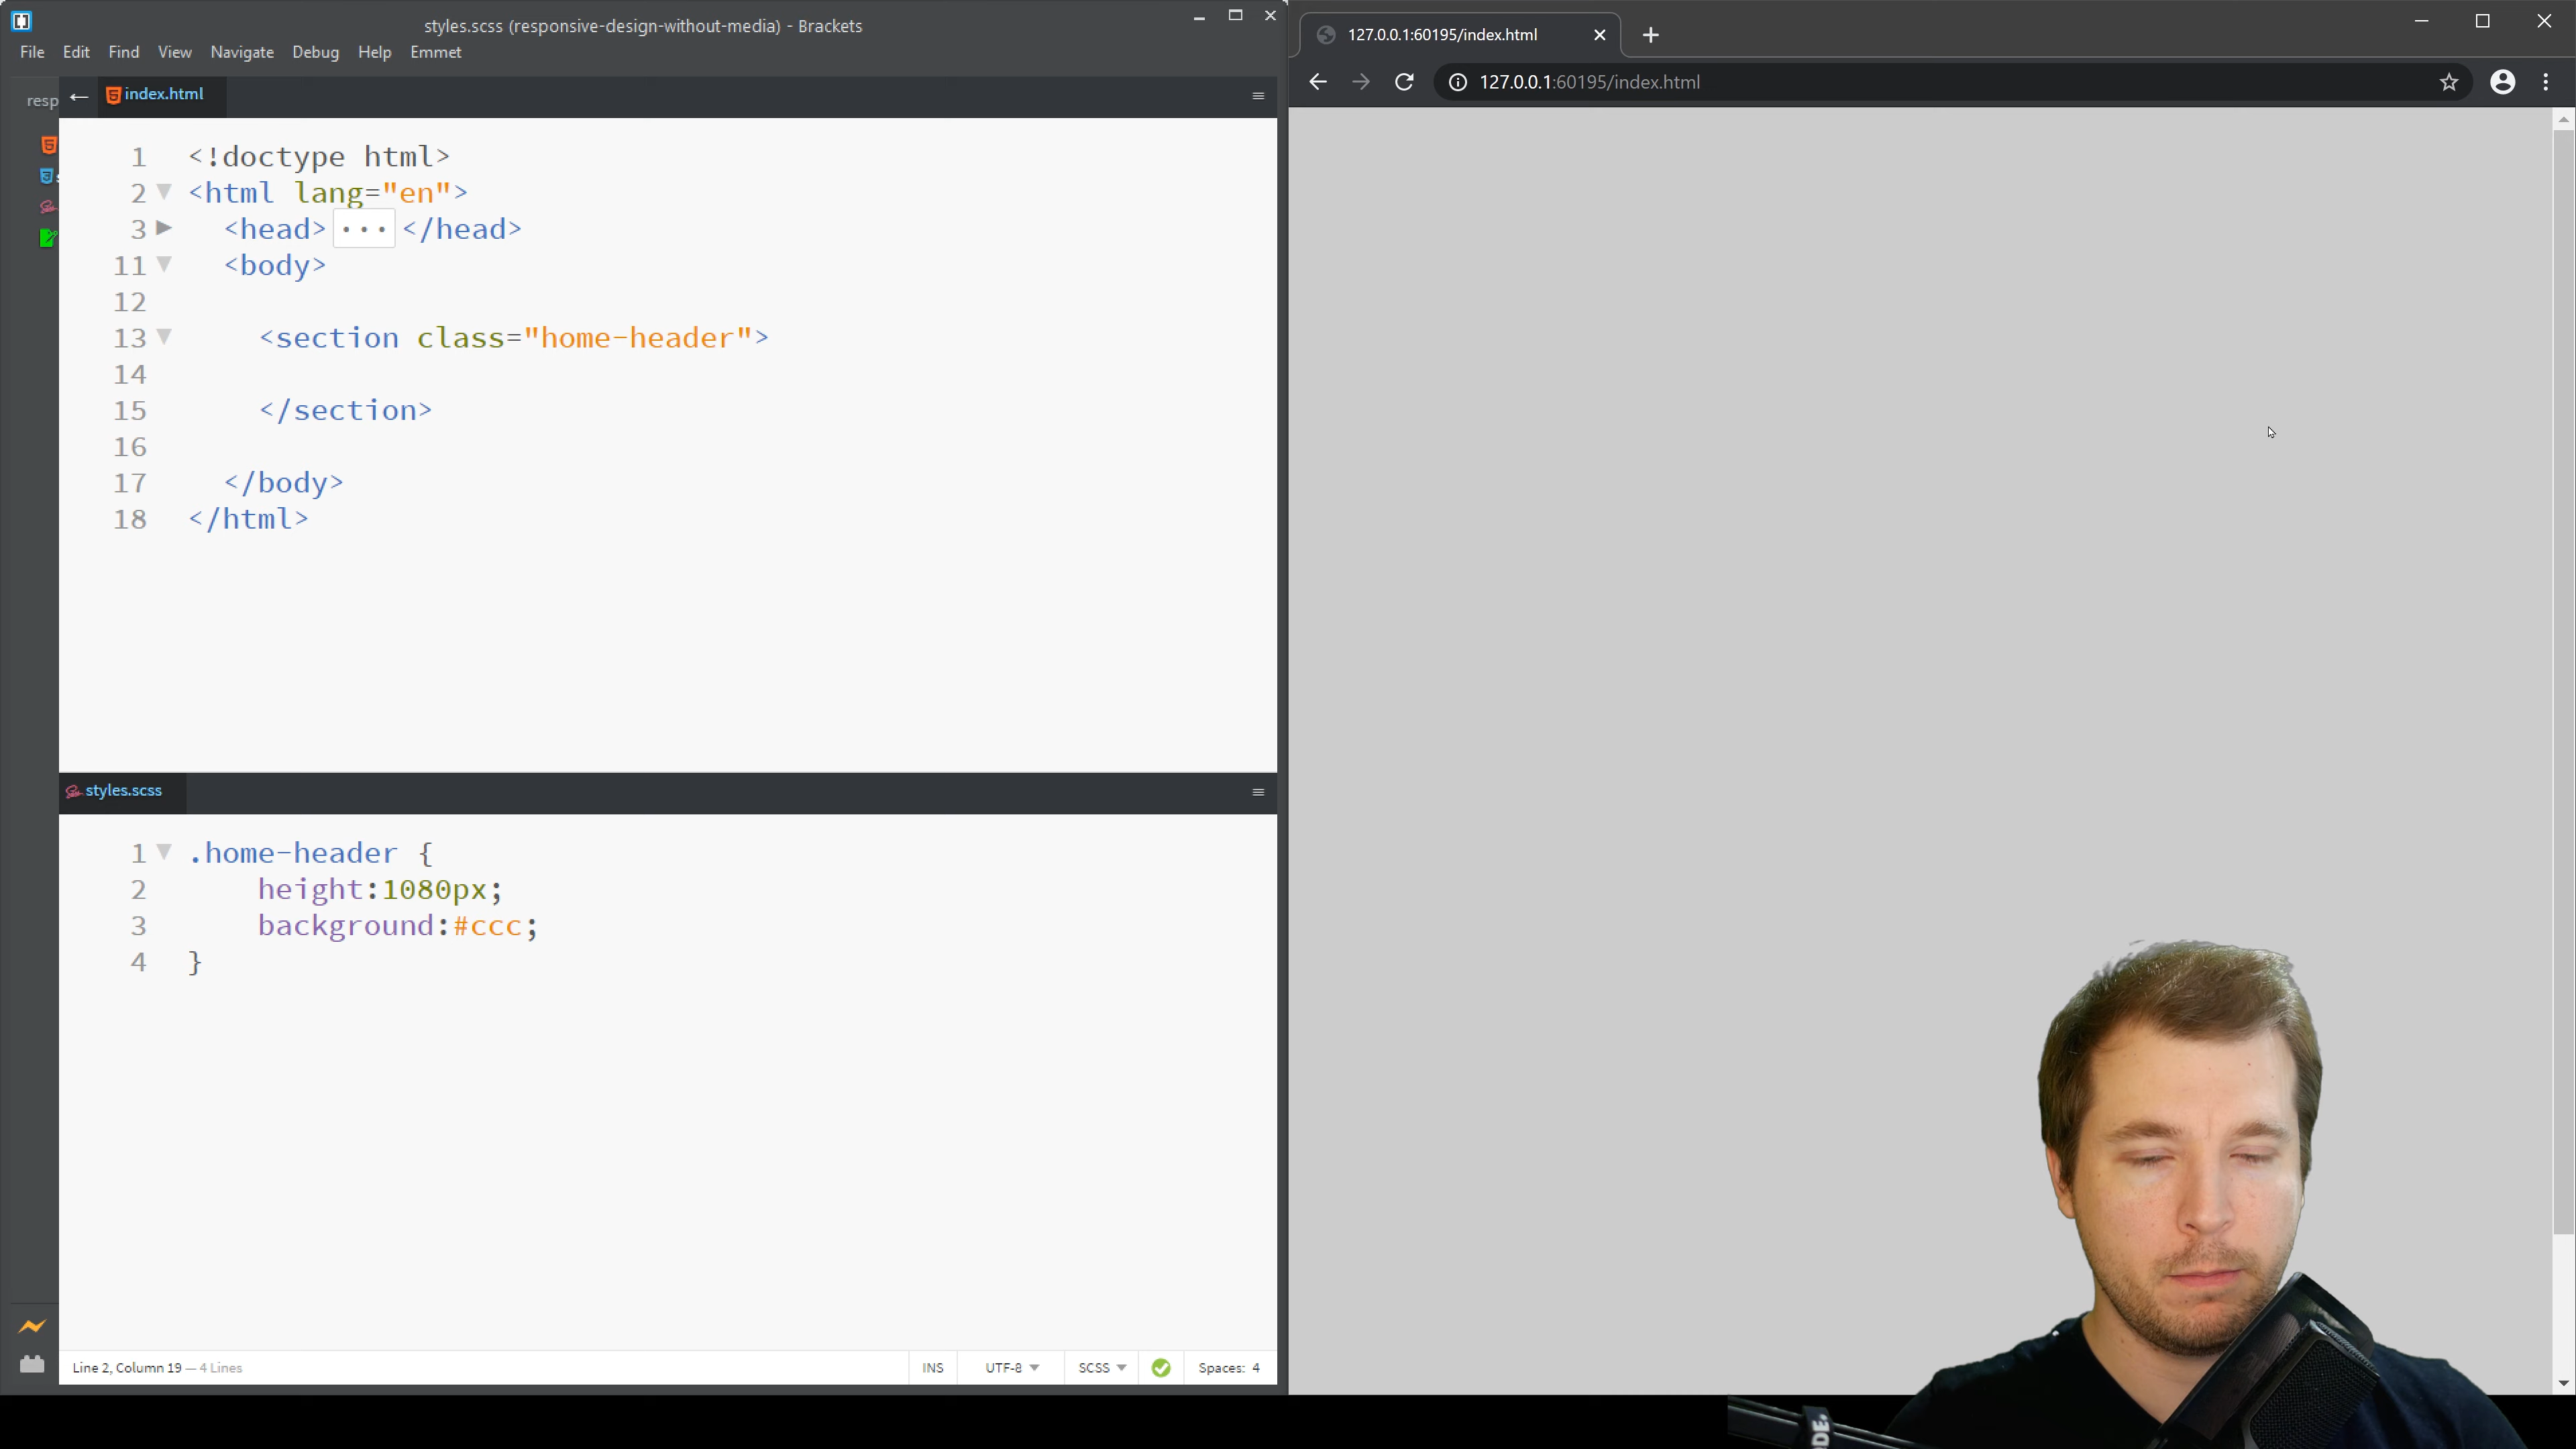 styles.scss (responsive-design-without-media) - Brackets
File Edit Find View Navigate Debug Help Emmet
resp
index.html
1 <!doctype html>
2 <html lang="en">
3 <head>···</head>
11 <body>
12
13 <section class="home-header">
14
15 </section>
16
17 </body>
18 </html>
styles.scss
1 .home-header {
2 height:1080px;
3 background:#ccc;
4 }
Line 2, Column 19 — 4 Lines
INS UTF-8 SCSS Spaces: 4
127.0.0.1:60195/index.html
127.0.0.1:60195/index.html